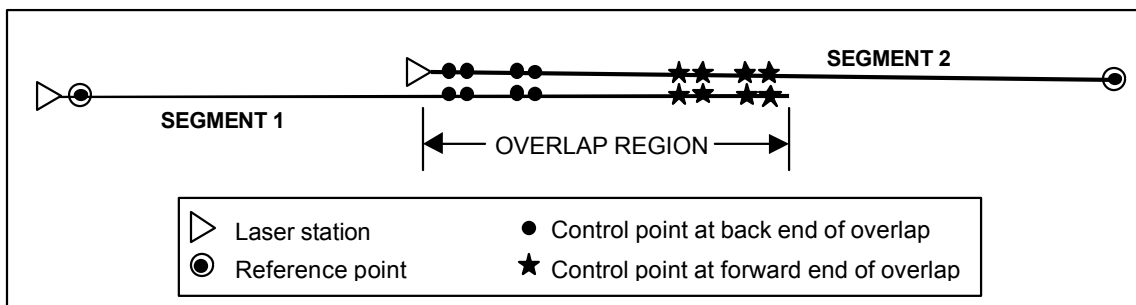 SEGMENT 2
SEGMENT 1
OVERLAP REGION
Laser station
Control point at back end of overlap
Reference point
Control point at forward end of overlap